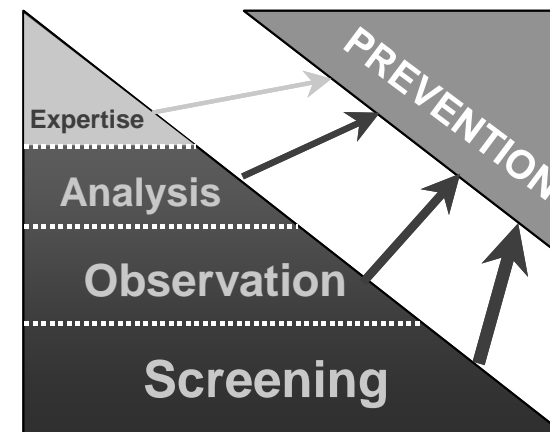 PREVENTION
Expertise
Analysis
Observation
Screening